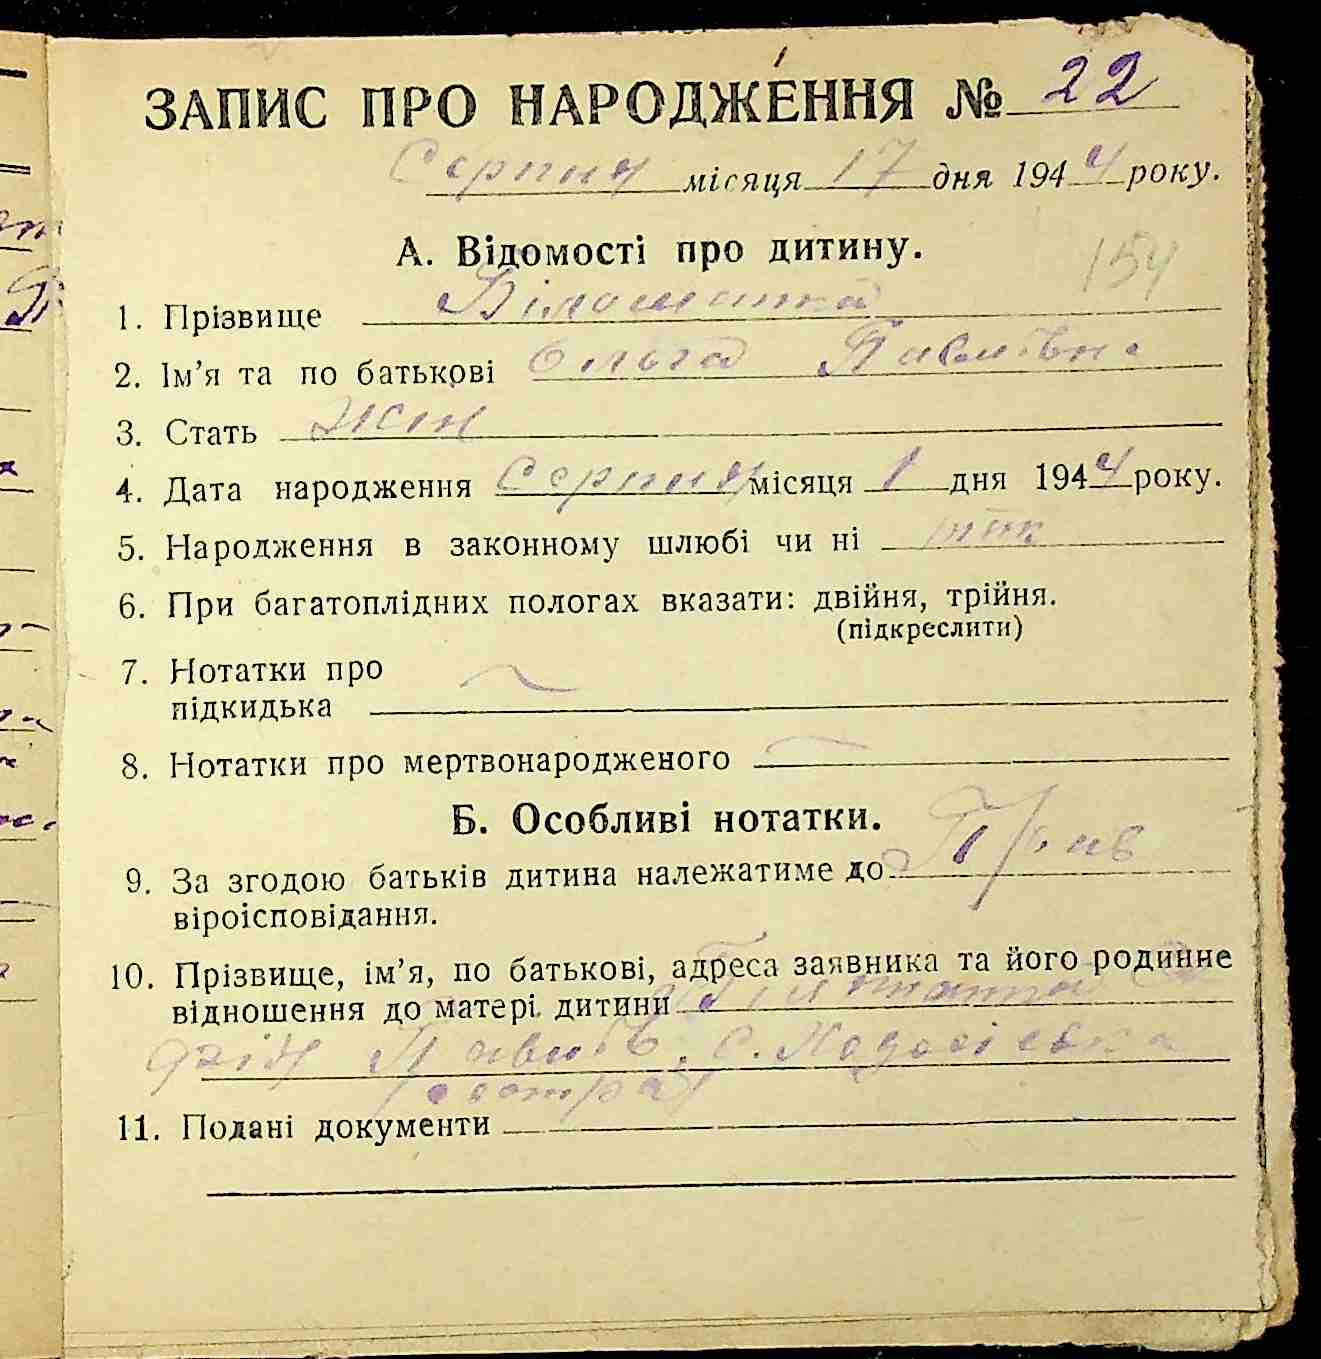 ЗАПИС ПРО НАРОДЖЕННЯ № 22
Серпня місяця 17 дня 1944 року.
А. Відомості про дитину.
154
1. Прізвище Біломатка
2. Ім'я та по батькові Ольга Павлівна
3. Стать жін
4. Дата народження Серпня місяця 1 дня 1944 року.
5. Народження в законному шлюбі чи ні
6. При багатоплідних пологах вказати: двійня, трійня.
(підкреслити)
7. Нотатки про
підкидька
8. Нотатки про мертвонародженого
Б. Особливі нотатки.
9. За згодою батьків дитина належатиме до Прав
віроісповідання.
10. Прізвище, ім'я, по батькові, адреса заявника та його родинне
відношення до матері дитини
с. Ходосівка
11. Подані документи